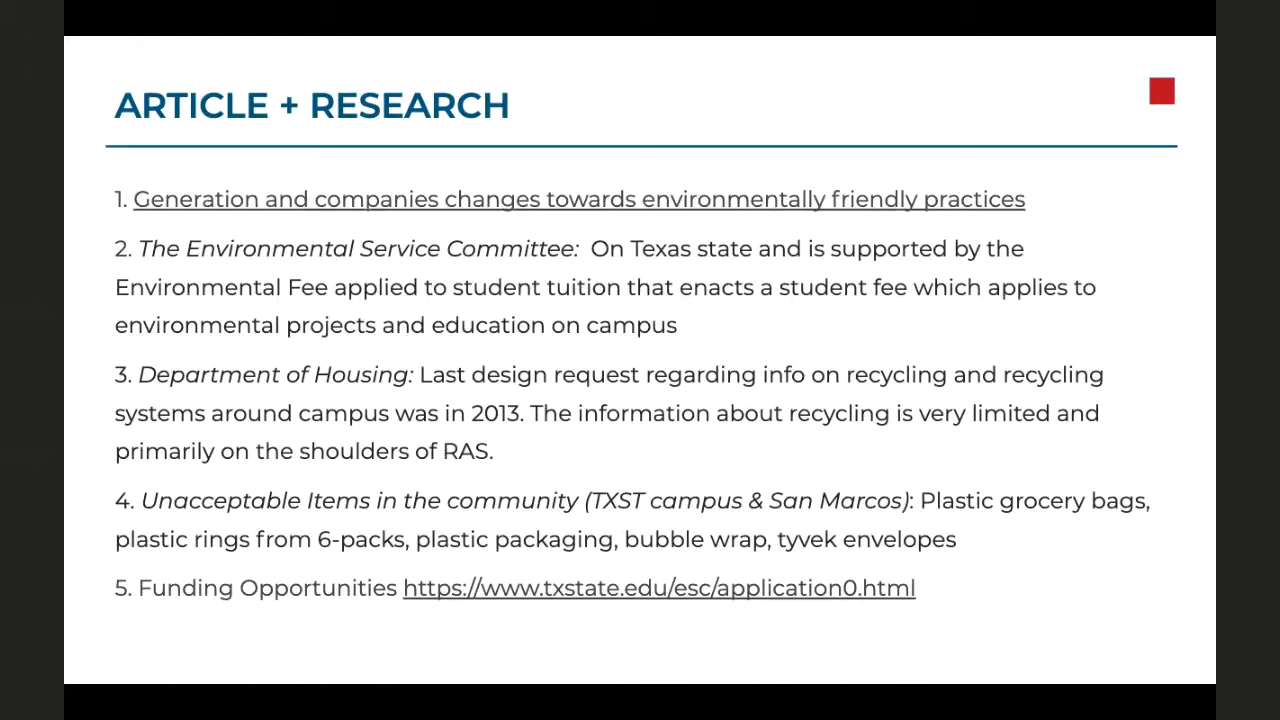 ARTICLE + RESEARCH
1. Generation and companies changes towards environmentally friendly practices
2. The Environmental Service Committee: On Texas state and is supported by the
Environmental Fee applied to student tuition that enacts a student fee which applies to
environmental projects and education on campus
3. Department of Housing: Last design request regarding info on recycling and recycling
systems around campus was in 2013. The information about recycling is very limited and
primarily on the shoulders of RAS.
4. Unacceptable Items in the community (TXST campus & San Marcos): Plastic grocery bags,
plastic rings from 6-packs, plastic packaging, bubble wrap, tyvek envelopes
5. Funding Opportunities https://www.txstate.edu/esc/application0.html